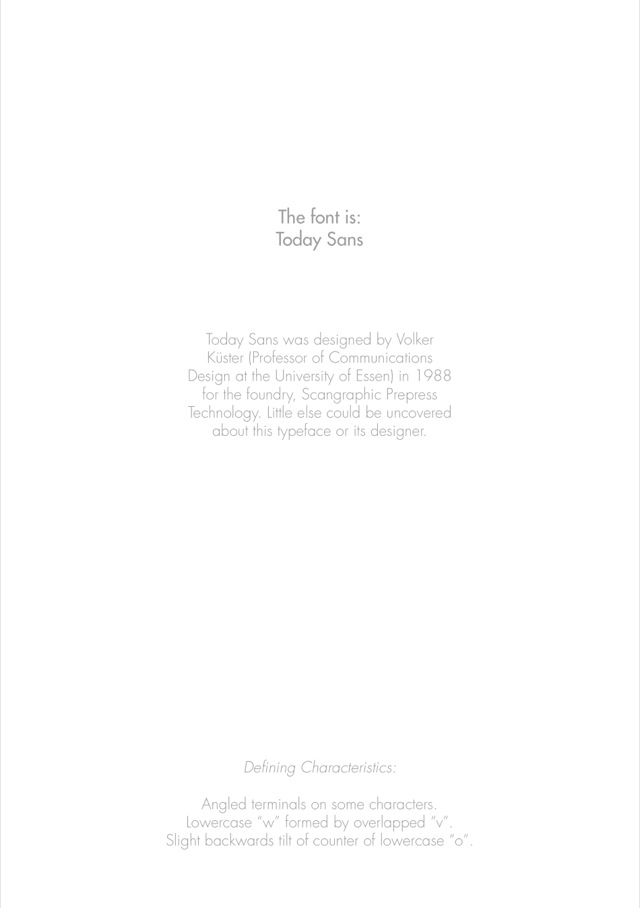 The font is:
Today Sans
Today Sans was designed by Volker
Küster (Professor of Communications
Design at the University of Essen) in 1988
for the foundry, Scangraphic Prepress
Technology. Little else could be uncovered
about this typeface or its designer.
Defining Characteristics:
Angled terminals on some characters.
Lowercase “w” formed by overlapped “v”.
Slight backwards tilt of counter of lowercase “o”.